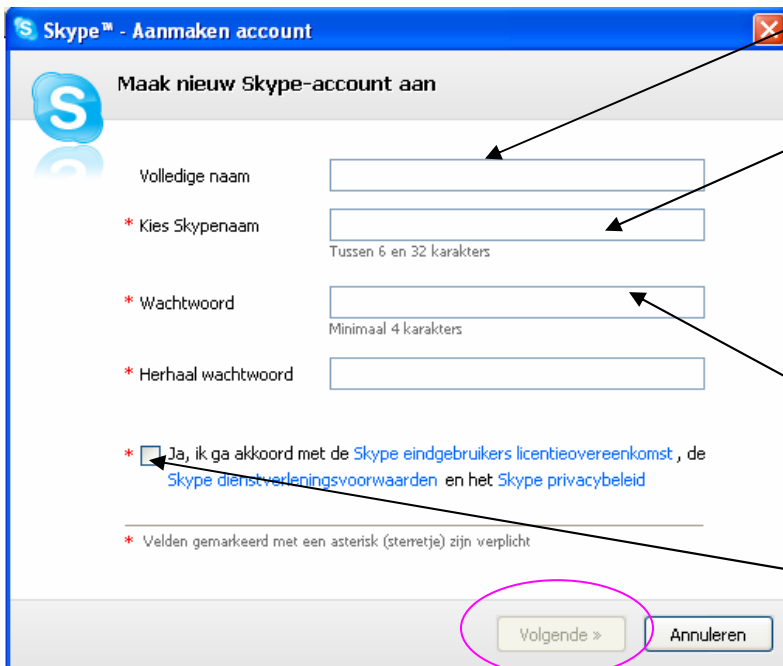 Skype™ - Aanmaken account
Maak nieuw Skype-account aan
Volledige naam
* Kies Skypenaam
Tussen 6 en 32 karakters
* Wachtwoord
Minimaal 4 karakters
* Herhaal wachtwoord
* Ja, ik ga akkoord met de Skype eindgebruikers licentieovereenkomst , de
Skype dienstverleningsvoorwaarden en het Skype privacybeleid
* Velden gemarkeerd met een asterisk (sterretje) zijn verplicht
Volgende » Annuleren